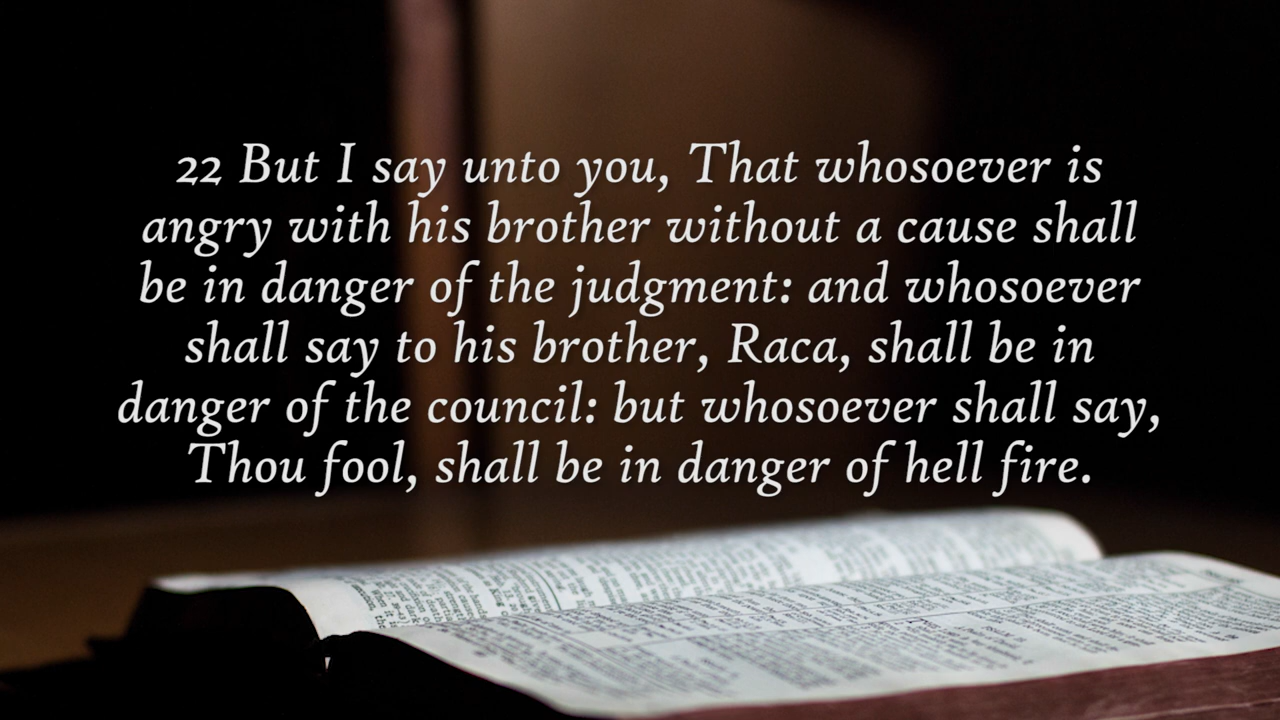 22 But I say unto you, That whosoever is
angry with his brother without a cause shall
be in danger of the judgment: and whosoever
shall say to his brother, Raca, shall be in
danger of the council: but whosoever shall say,
Thou fool, shall be in danger of hell fire.